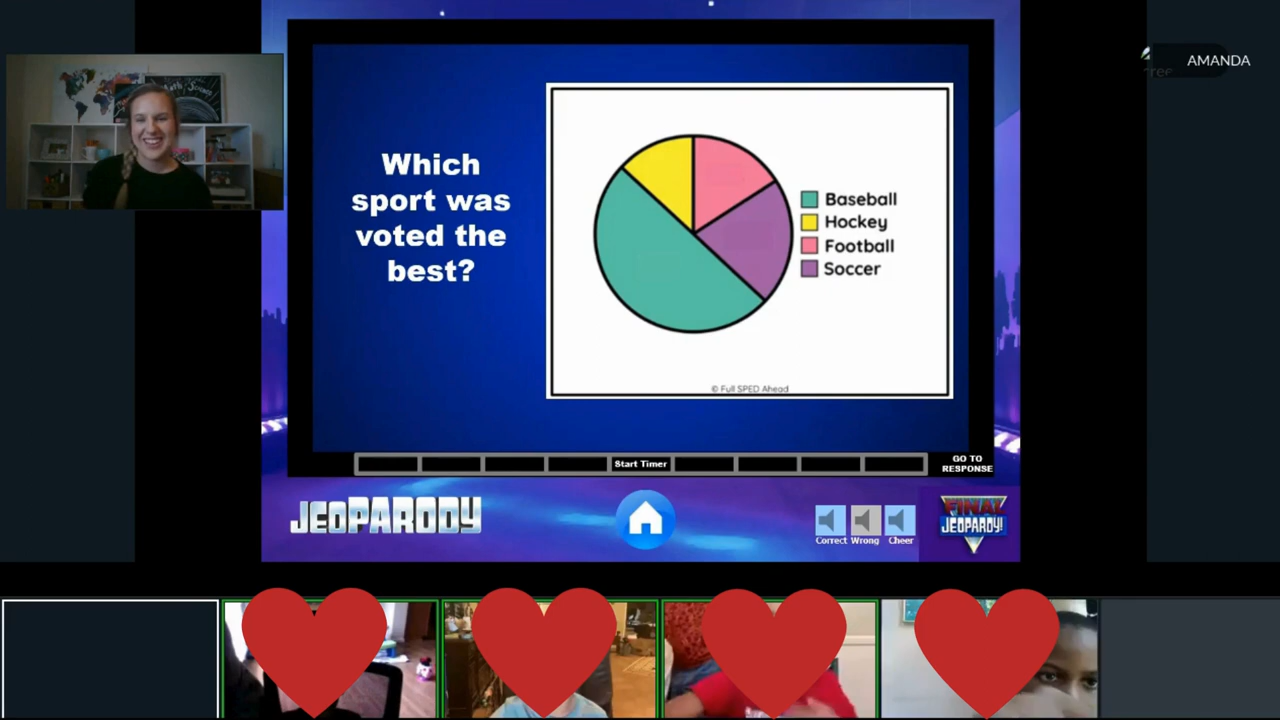 AMANDA
Which
sport was
voted the
best?
Baseball
Hockey
Football
Soccer
© Full SPED Ahead
Start Timer
GO TO
RESPONSE
JEOPARODY
Correct Wrong Cheer
FINAL
JEOPARDY!